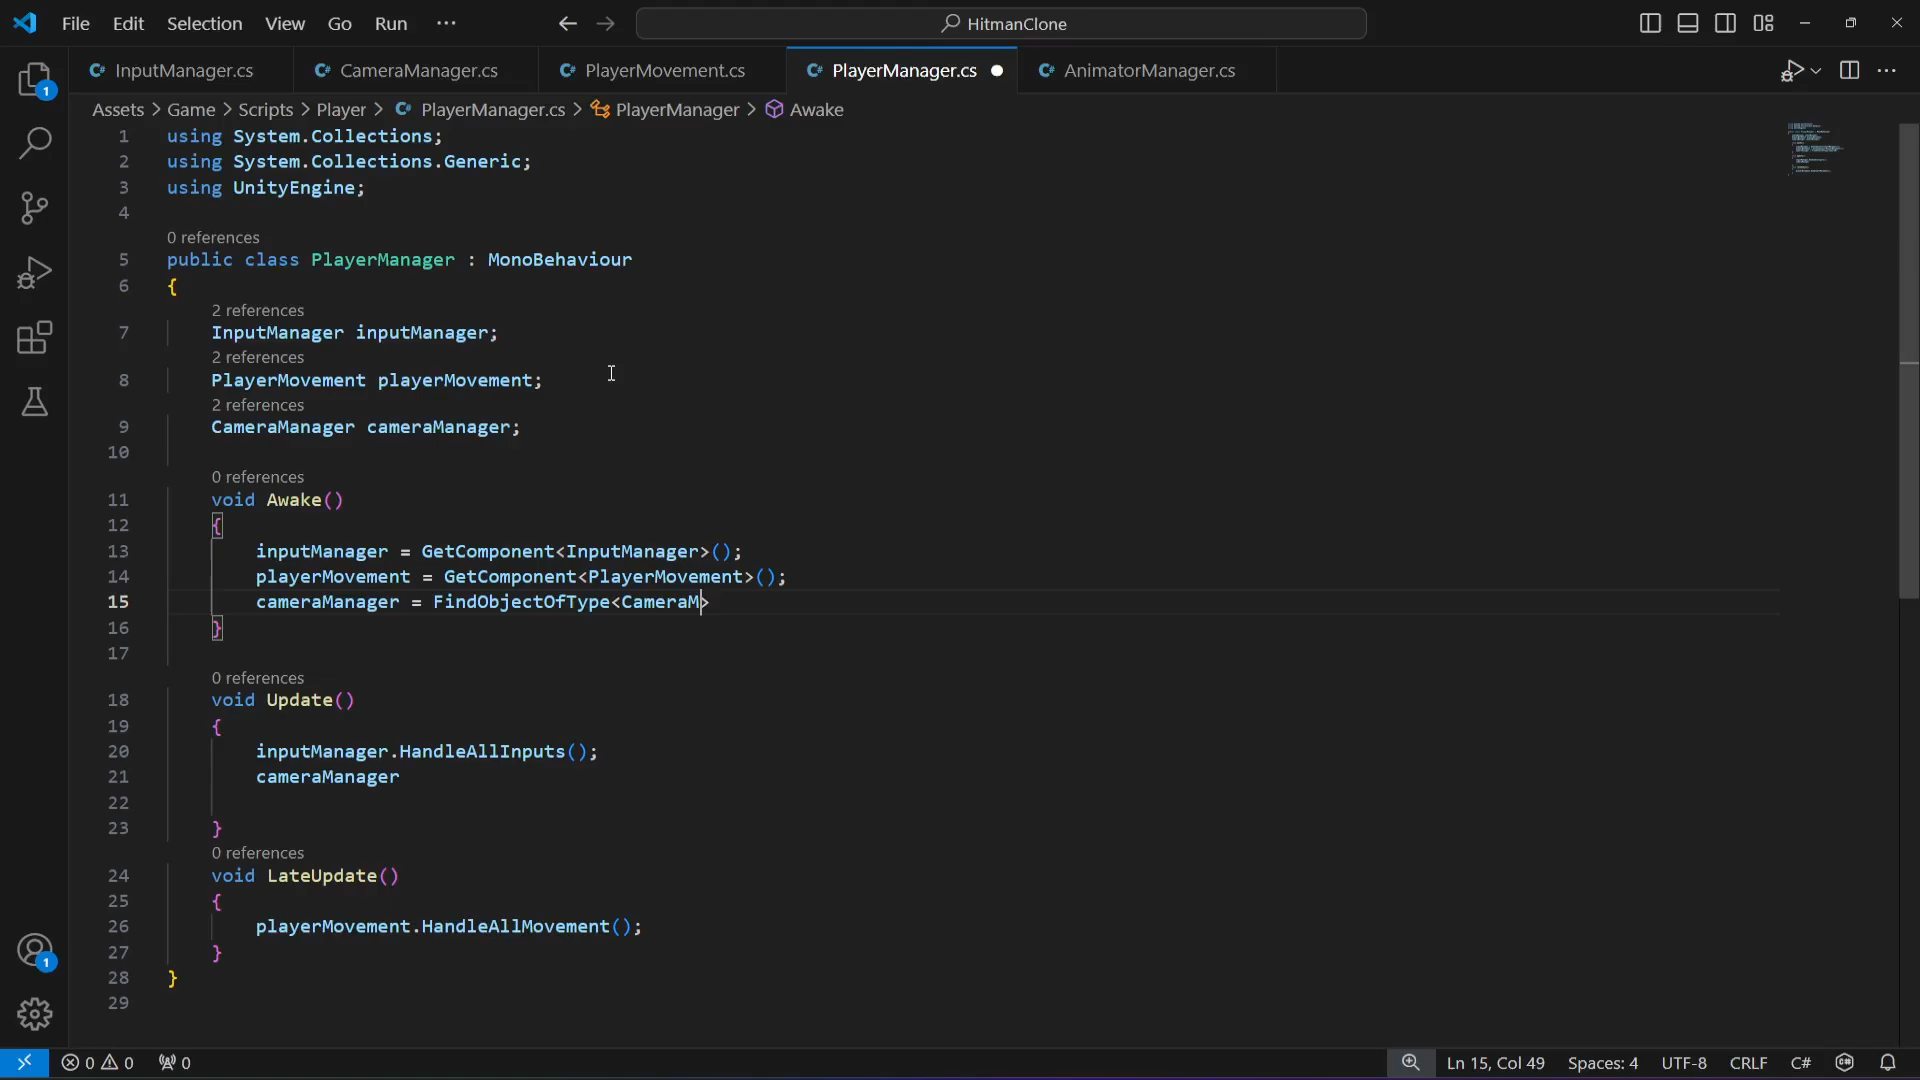 File Edit Selection View Go Run ··· HitmanClone
InputManager.cs CameraManager.cs PlayerMovement.cs PlayerManager.cs AnimatorManager.cs
Assets > Game > Scripts > Player > PlayerManager.cs > PlayerManager > Awake
1 using System.Collections;
2 using System.Collections.Generic;
3 using UnityEngine;
4
0 references
5 public class PlayerManager : MonoBehaviour
6 {
2 references
7 InputManager inputManager;
2 references
8 PlayerMovement playerMovement;
2 references
9 CameraManager cameraManager;
10
0 references
11 void Awake()
12 {
13 inputManager = GetComponent<InputManager>();
14 playerMovement = GetComponent<PlayerMovement>();
15 cameraManager = FindObjectOfType<CameraM>
16 }
17
0 references
18 void Update()
19 {
20 inputManager.HandleAllInputs();
21 cameraManager
22
23 }
0 references
24 void LateUpdate()
25 {
26 playerMovement.HandleAllMovement();
27 }
28 }
29
1
1
0 0 0 Ln 15, Col 49 Spaces: 4 UTF-8 CRLF C#